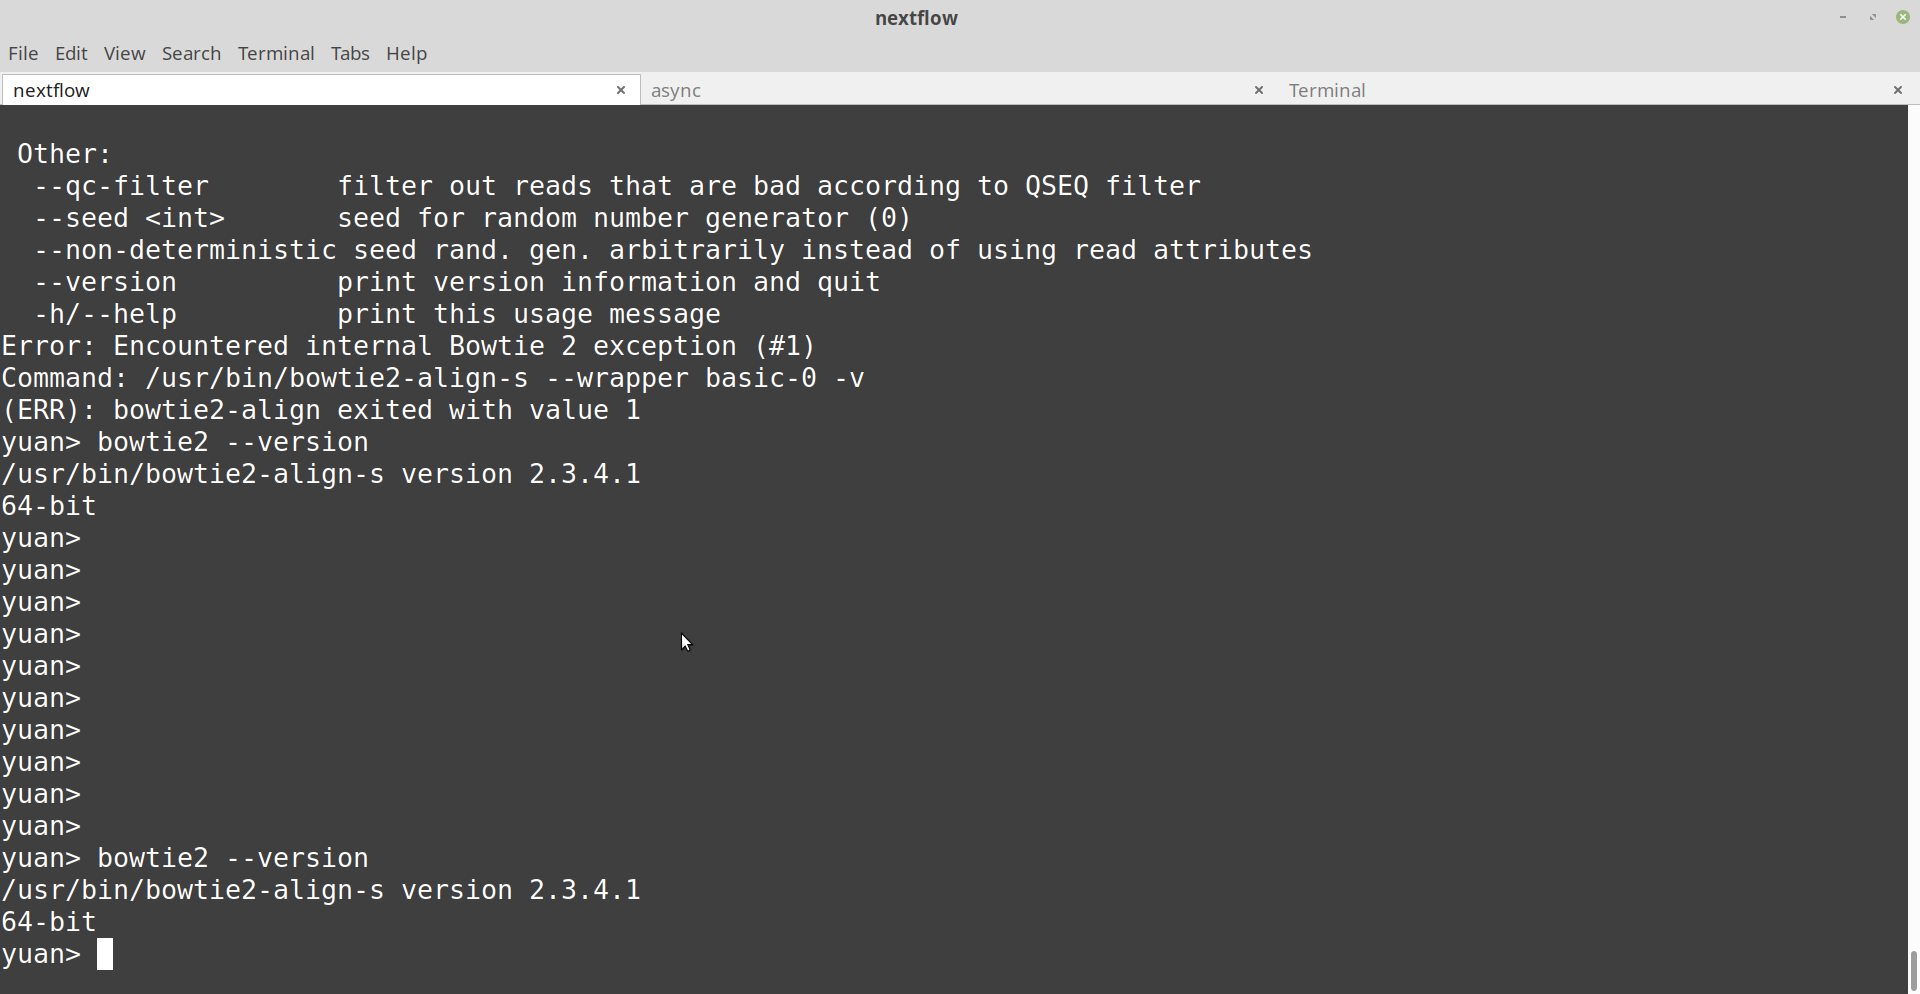 nextflow
File Edit View Search Terminal Tabs Help
nextflow async Terminal
Other:
--qc-filter filter out reads that are bad according to QSEQ filter
--seed <int> seed for random number generator (0)
--non-deterministic seed rand. gen. arbitrarily instead of using read attributes
--version print version information and quit
-h/--help print this usage message
Error: Encountered internal Bowtie 2 exception (#1)
Command: /usr/bin/bowtie2-align-s --wrapper basic-0 -v
(ERR): bowtie2-align exited with value 1
yuan> bowtie2 --version
/usr/bin/bowtie2-align-s version 2.3.4.1
64-bit
yuan>
yuan>
yuan>
yuan>
yuan>
yuan>
yuan>
yuan>
yuan>
yuan>
yuan> bowtie2 --version
/usr/bin/bowtie2-align-s version 2.3.4.1
64-bit
yuan>